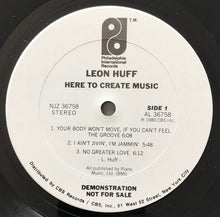 T.M.
Philadelphia
International
Records
LEON HUFF
HERE TO CREATE MUSIC
NJZ 36758
STEREO
SIDE 1
AL 36758
℗ 1980 CBS Inc.
1. YOUR BODY WON'T MOVE, IF YOU CAN'T FEEL
THE GROOVE 6:08
2. I AIN'T JIVIN', I'M JAMMIN' 5:48
3. NO GREATER LOVE 6:12
- L. Huff -
All published by Piano
Music Ltd. (BMI)
DEMONSTRATION
NOT FOR SALE
Distributed by CBS Records / CBS Inc., 51 West 52 Street, New York City